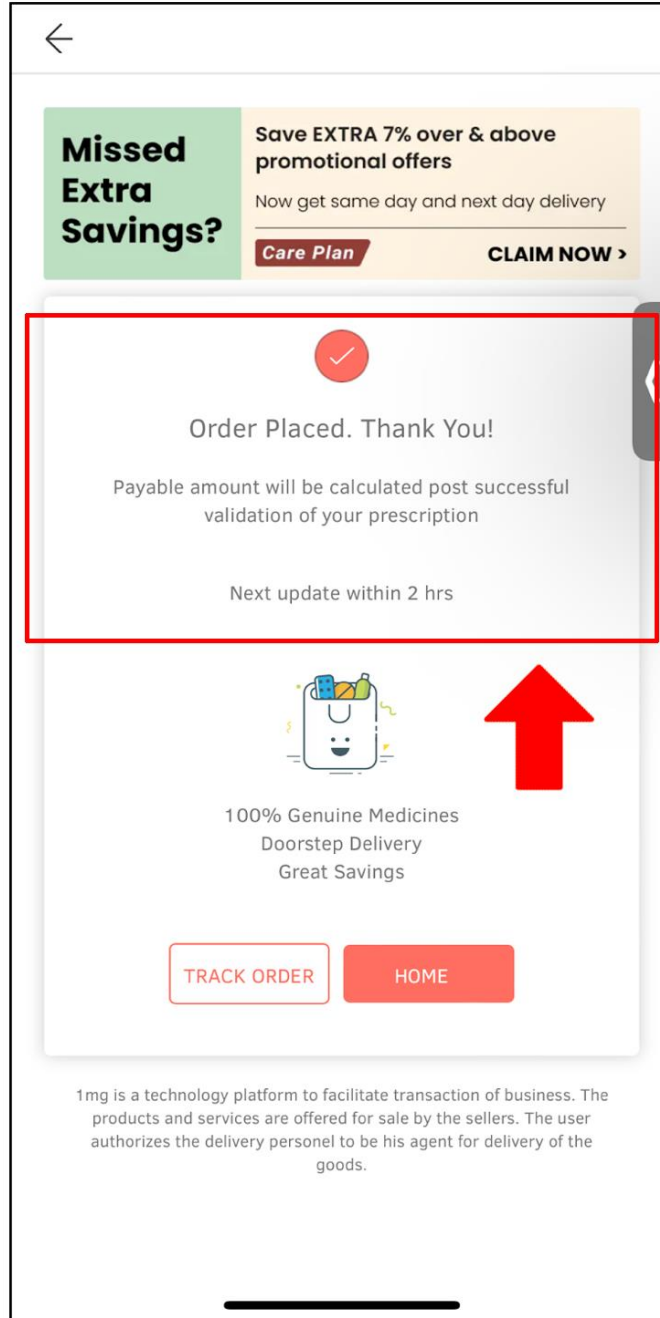 Missed
Extra
Savings?
Save EXTRA 7% over & above
promotional offers
Now get same day and next day delivery
Care Plan
CLAIM NOW >
Order Placed. Thank You!
Payable amount will be calculated post successful
validation of your prescription
Next update within 2 hrs
100% Genuine Medicines
Doorstep Delivery
Great Savings
TRACK ORDER
HOME
1mg is a technology platform to facilitate transaction of business. The
products and services are offered for sale by the sellers. The user
authorizes the delivery personel to be his agent for delivery of the
goods.